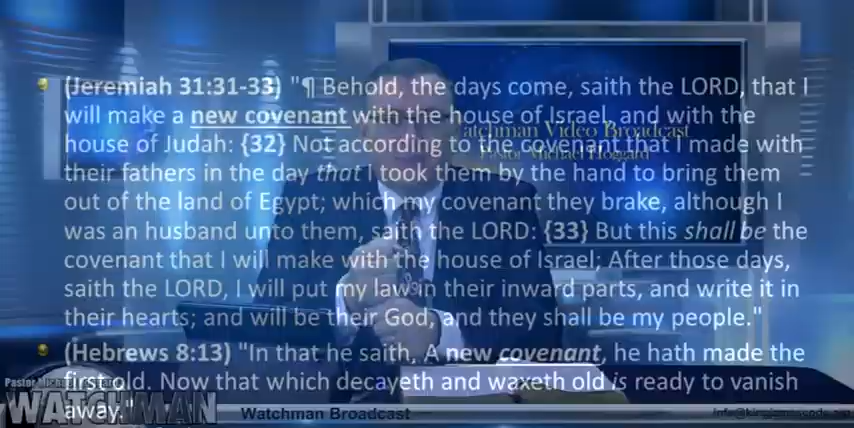 (Jeremiah 31:31-33) "¶ Behold, the days come, saith the LORD, that I
will make a new covenant with the house of Israel, and with the
house of Judah: {32} Not according to the covenant that I made with
their fathers in the day that I took them by the hand to bring them
out of the land of Egypt; which my covenant they brake, although I
was an husband unto them, saith the LORD: {33} But this shall be the
covenant that I will make with the house of Israel; After those days,
saith the LORD, I will put my law in their inward parts, and write it in
their hearts; and will be their God, and they shall be my people."
(Hebrews 8:13) "In that he saith, A new covenant, he hath made the
first old. Now that which decayeth and waxeth old is ready to vanish
away."
Watchman Video Broadcast
Pastor Michael Hoggard
Pastor Mich
WATCHMAN
Watchman Broadcast